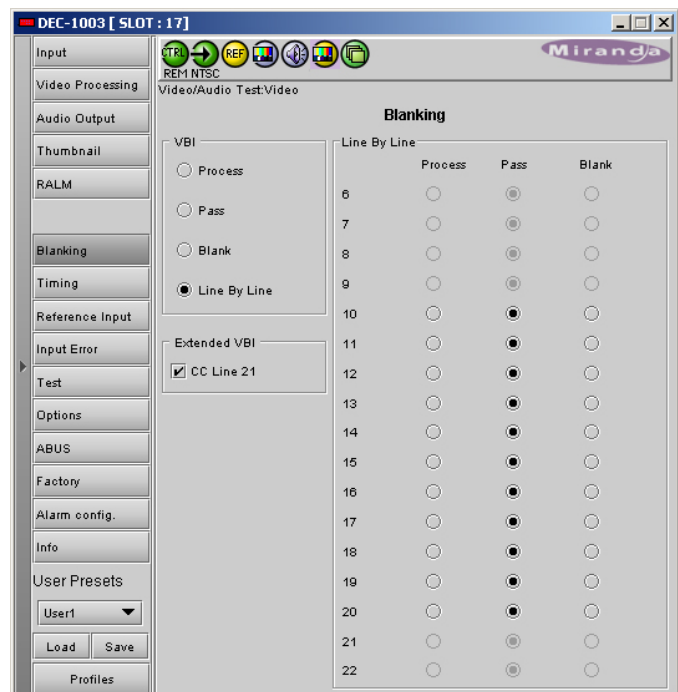 DEC-1003 [ SLOT : 17]
Input
Video Processing
Audio Output
Thumbnail
RALM
Blanking
Timing
Reference Input
Input Error
Test
Options
ABUS
Factory
Alarm config.
Info
User Presets
User1
Load Save
Profiles
CTRL REF
REM NTSC
Miranda
Video/Audio Test:Video
Blanking
VBI
Process
Pass
Blank
Line By Line
Extended VBI
CC Line 21
Line By Line
Process Pass Blank
6
7
8
9
10
11
12
13
14
15
16
17
18
19
20
21
22